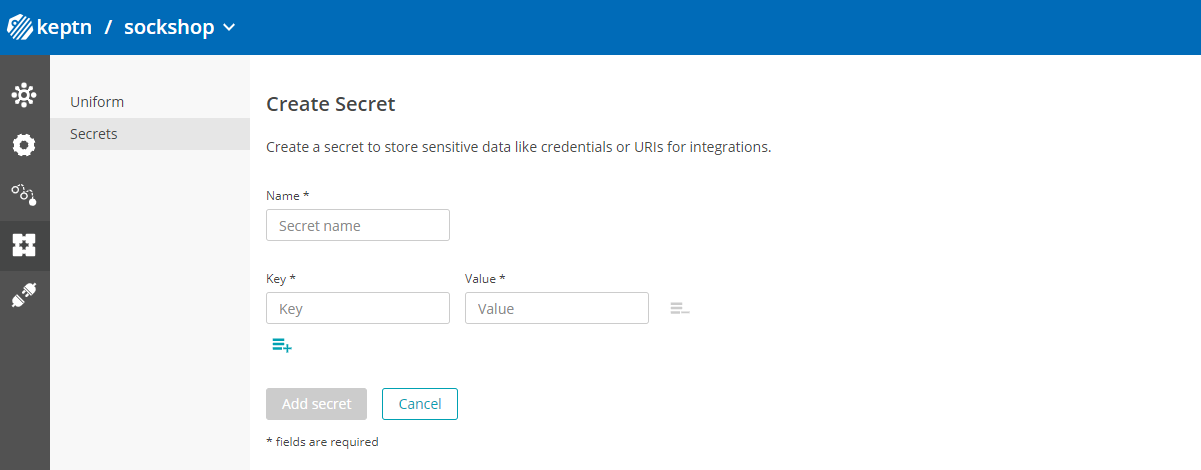 keptn / sockshop
Uniform
Secrets
Create Secret
Create a secret to store sensitive data like credentials or URIs for integrations.
Name *
Secret name
Key * Value *
Key Value
Add secret Cancel
* fields are required